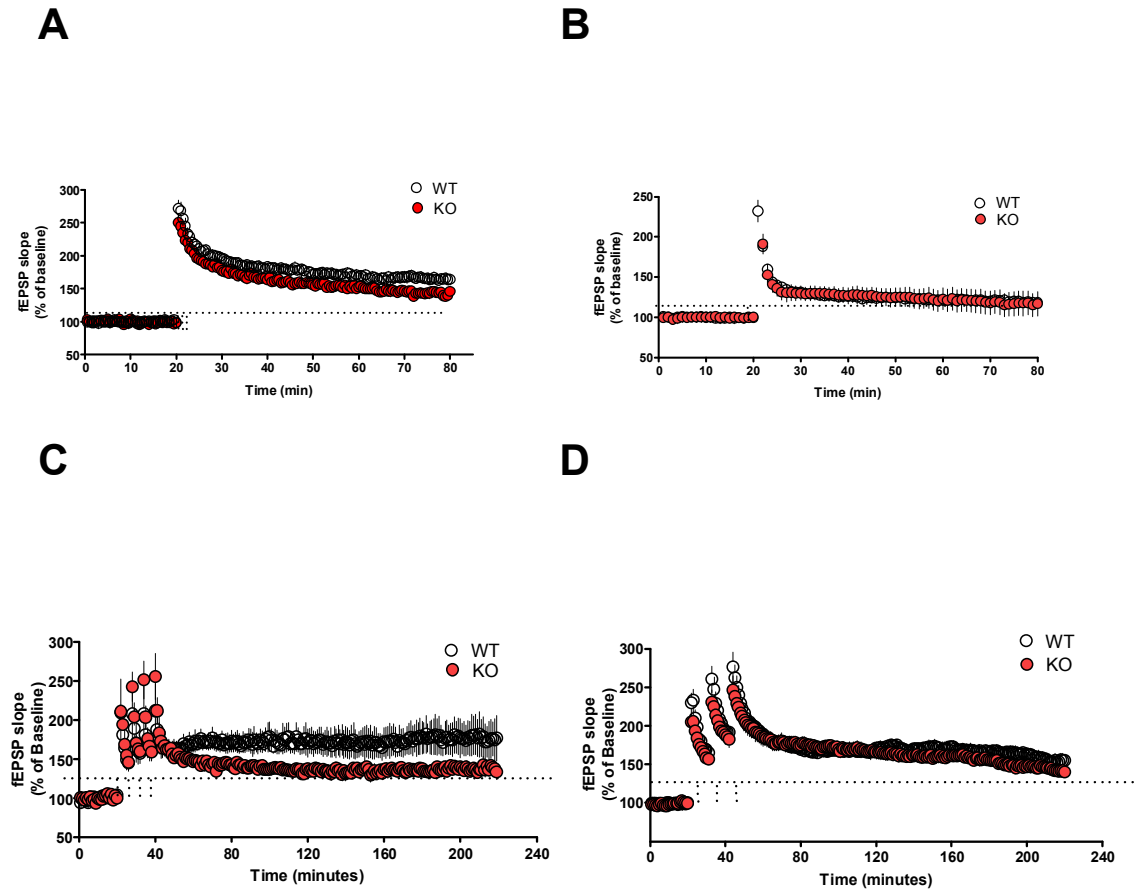 A
B
fEPSP slope
(% of baseline)
300
250
200
150
100
50
WT
KO
0 10 20 30 40 50 60 70 80
Time (min)
fEPSP slope
(% of baseline)
250
200
150
100
50
WT
KO
0 10 20 30 40 50 60 70 80
Time (min)
C
D
fEPSP slope
(% of Baseline)
300
250
200
150
100
50
WT
KO
0 40 80 120 160 200 240
Time (minutes)
fEPSP slope
(% of Baseline)
300
250
200
150
100
WT
KO
0 40 80 120 160 200 240
Time (minutes)